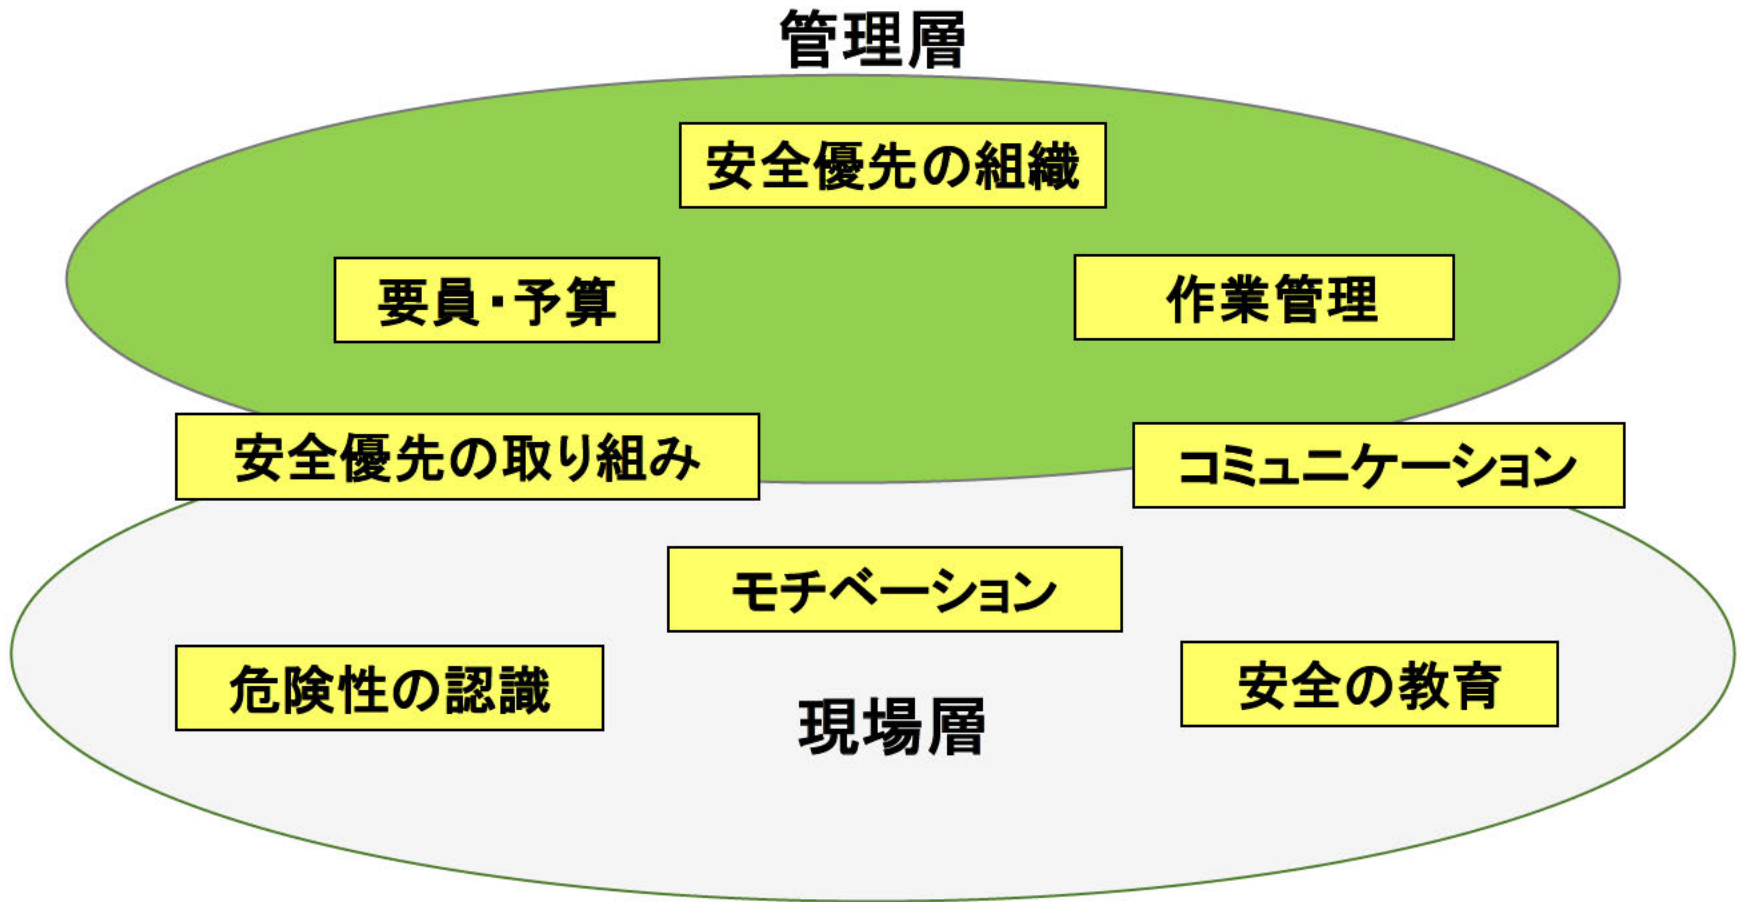 管理層
安全優先の組織
要員・予算
作業管理
安全優先の取り組み
コミュニケーション
モチベーション
危険性の認識
安全の教育
現場層